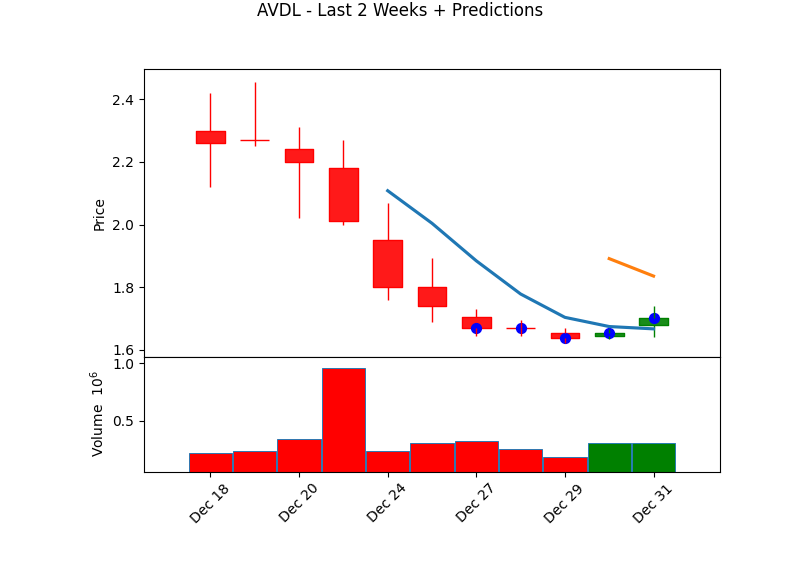 AVDL - Last 2 Weeks + Predictions
Price
2.4
2.2
2.0
1.8
1.6
Volume 10^6
1.0
0.5
Dec 18
Dec 20
Dec 24
Dec 27
Dec 29
Dec 31